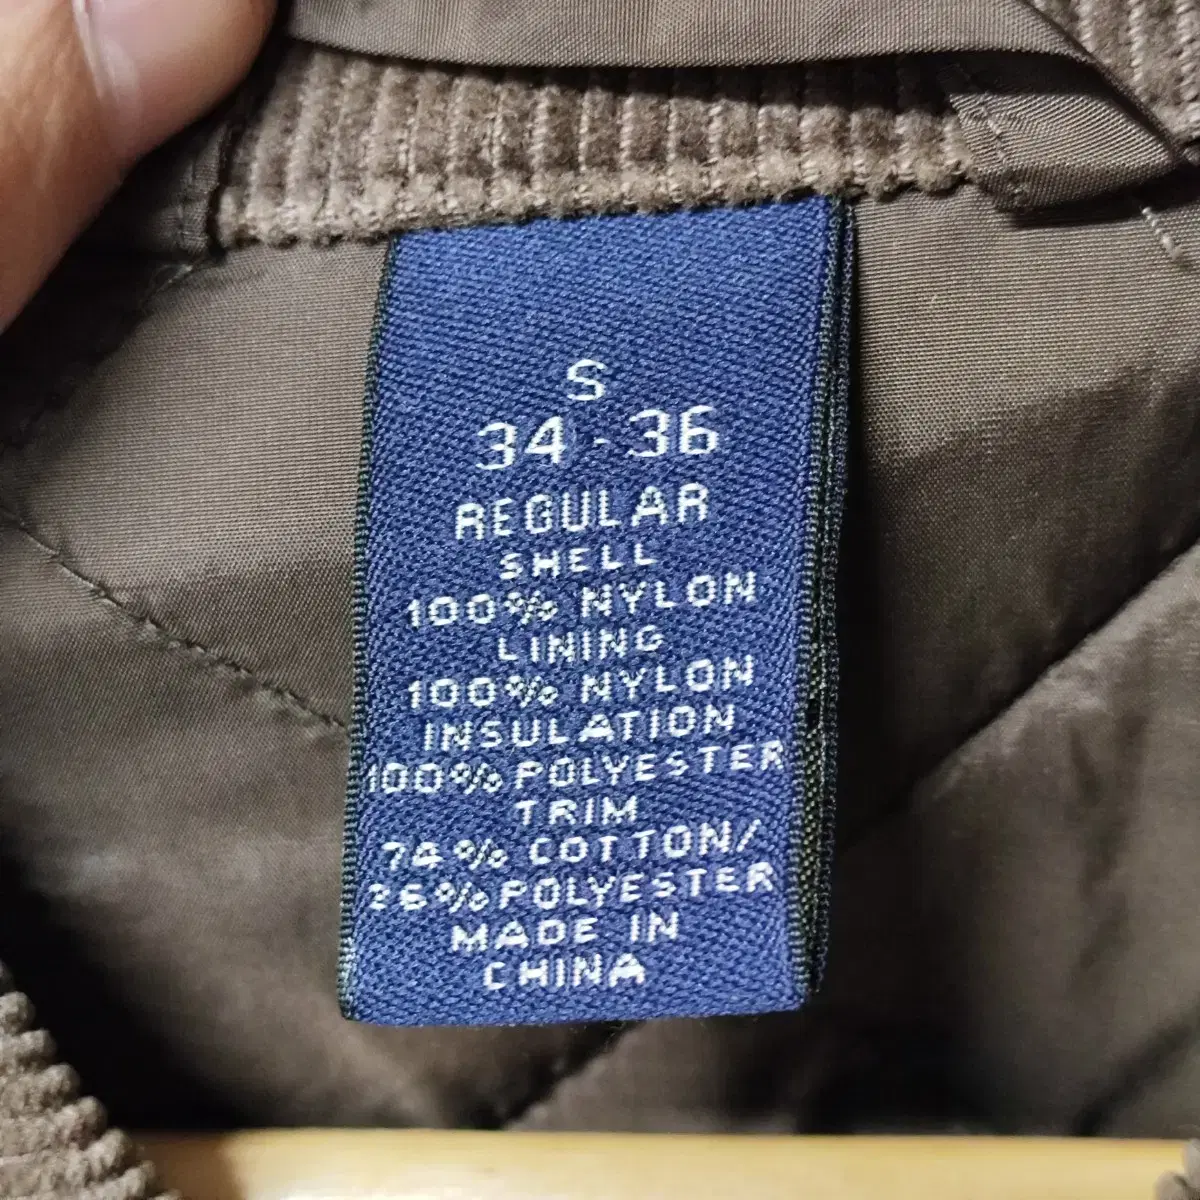 S
34 - 36
REGULAR
SHELL
100% NYLON
LINING
100% NYLON
INSULATION
100% POLYESTER
TRIM
74% COTTON/
26% POLYESTER
MADE IN
CHINA